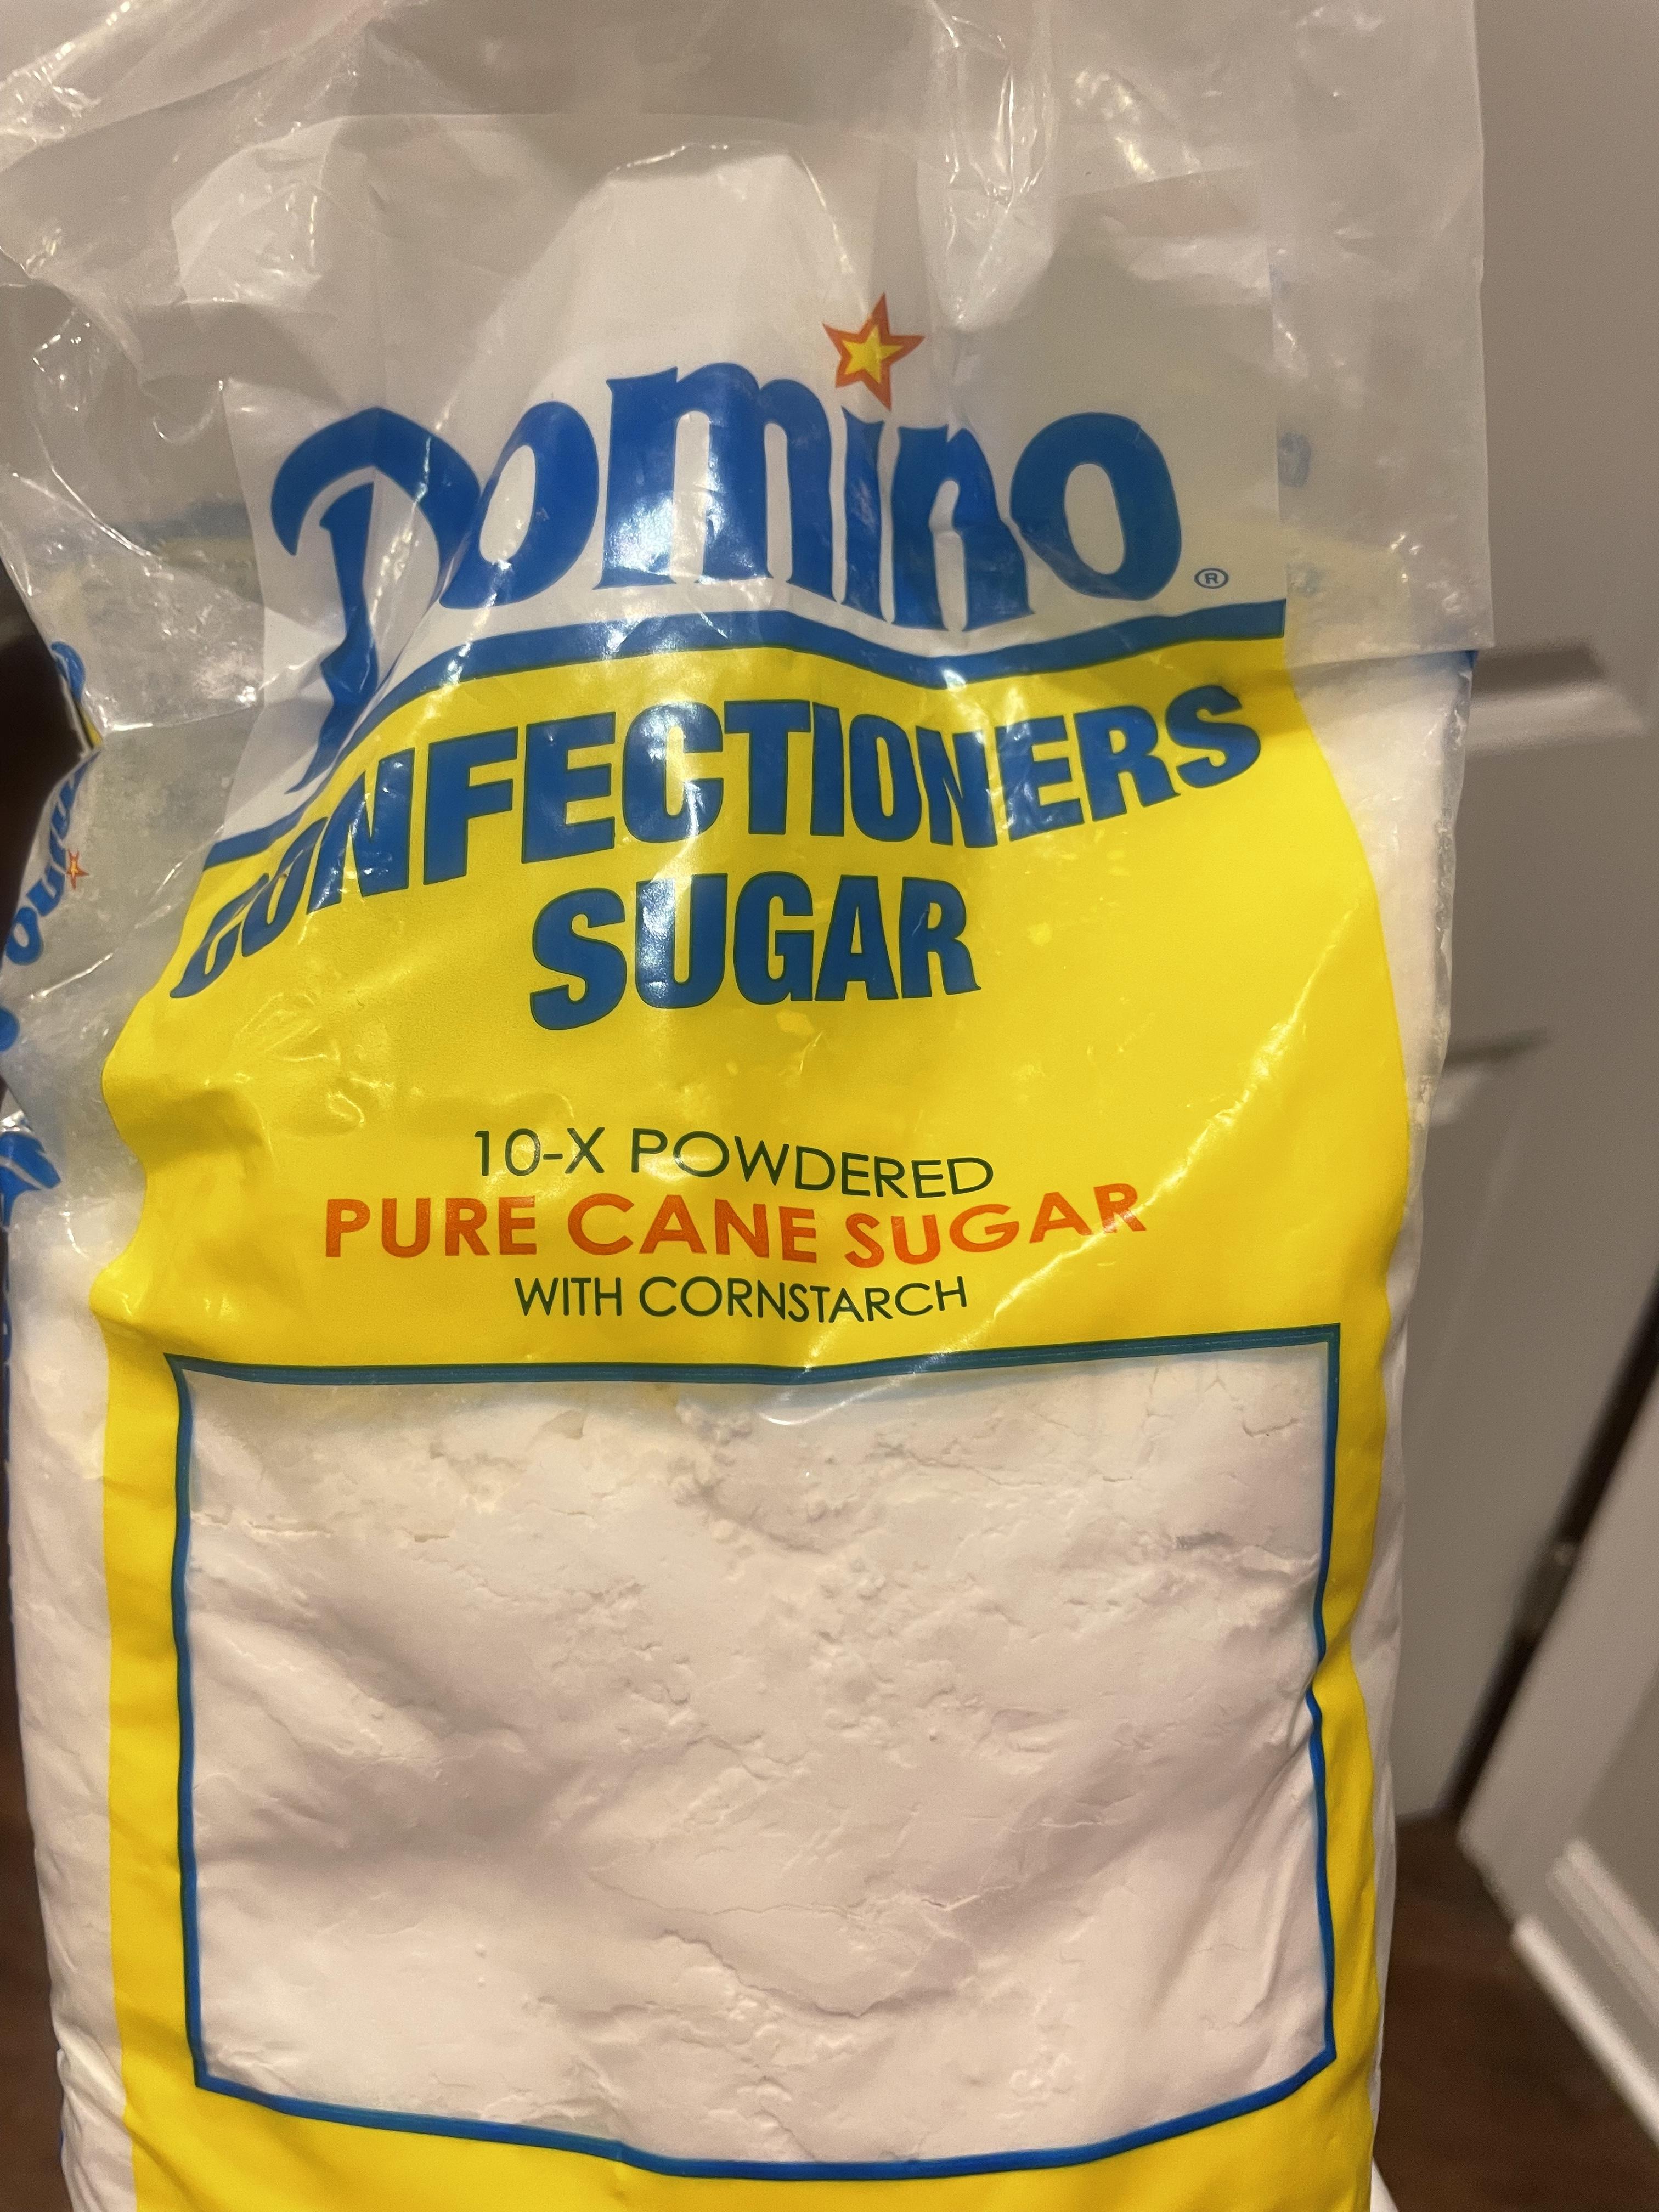 Domino®
CONFECTIONERS
SUGAR
10-X POWDERED
PURE CANE SUGAR
WITH CORNSTARCH